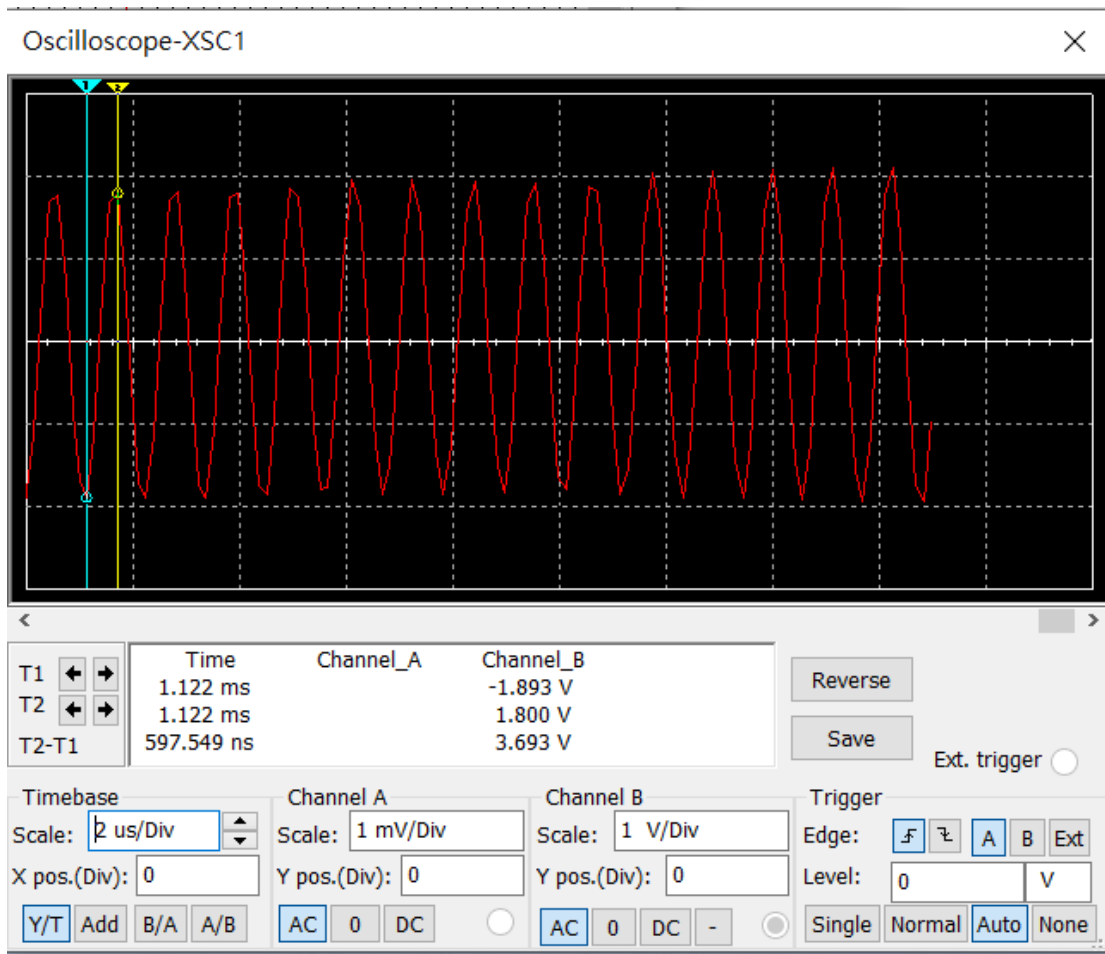 Oscilloscope-XSC1
1 2
T1
T2
T2-T1
Time Channel_A Channel_B
1.122 ms -1.893 V
1.122 ms 1.800 V
597.549 ns 3.693 V
Reverse
Save
Ext. trigger
Timebase
Scale: 2 us/Div
X pos.(Div): 0
Y/T Add B/A A/B
Channel A
Scale: 1 mV/Div
Y pos.(Div): 0
AC 0 DC
Channel B
Scale: 1 V/Div
Y pos.(Div): 0
AC 0 DC -
Trigger
Edge: A B Ext
Level: 0 V
Single Normal Auto None